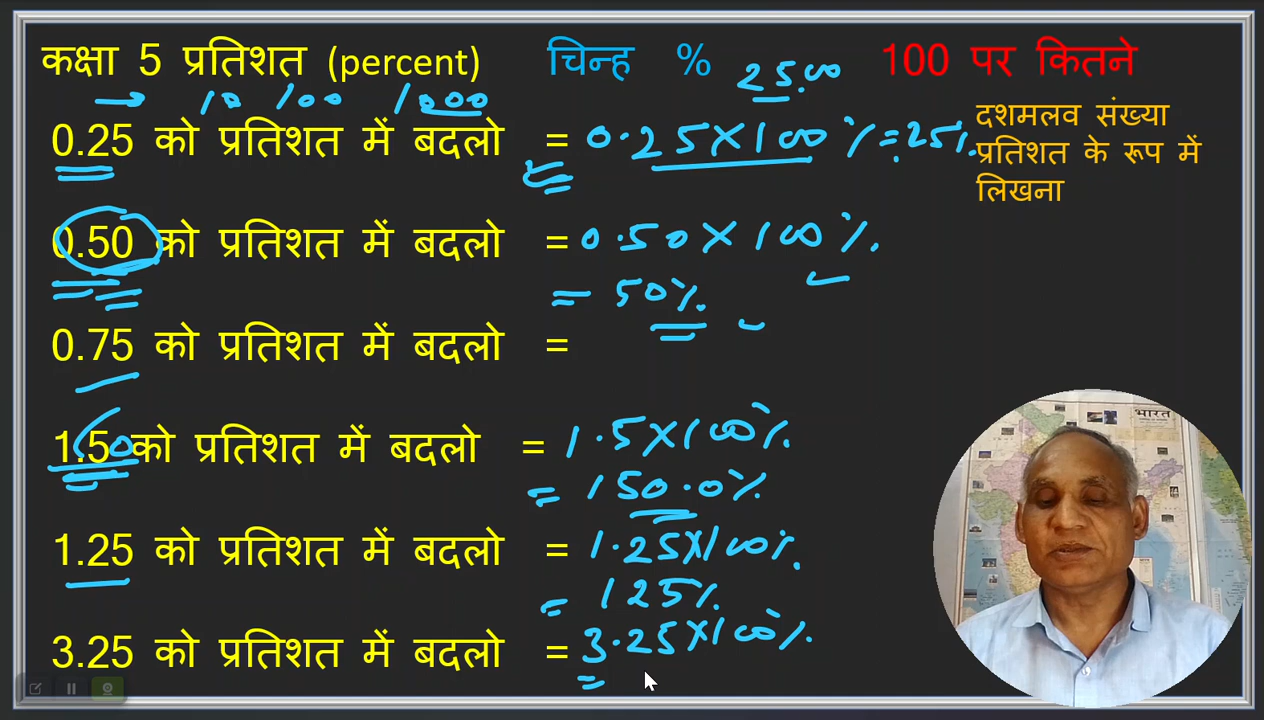 कक्षा 5 प्रतिशत (percent) चिन्ह % 100 पर कितने
10 100 1000 25.00
0.25 को प्रतिशत में बदलो = 0.25×100% = 25%
दशमलव संख्या
प्रतिशत के रूप में
लिखना
0.50 को प्रतिशत में बदलो = 0.50×100%
= 50%
0.75 को प्रतिशत में बदलो =
1.50 को प्रतिशत में बदलो = 1.5×100%
= 150.0%
1.25 को प्रतिशत में बदलो = 1.25×100%
= 125%
3.25 को प्रतिशत में बदलो = 3.25×100%
भारत